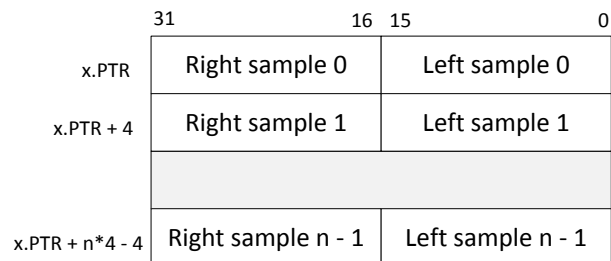 31 16 15 0
x.PTR Right sample 0 Left sample 0
x.PTR + 4 Right sample 1 Left sample 1
x.PTR + n*4 - 4 Right sample n - 1 Left sample n - 1